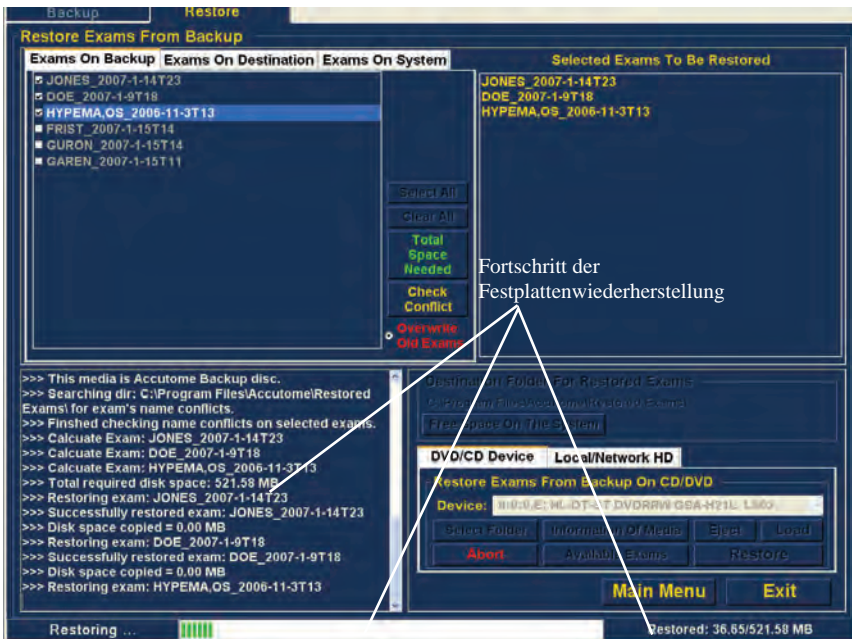 Backup Restore
Restore Exams From Backup
Exams On Backup Exams On Destination Exams On System
JONES_2007-1-14T23
DOE_2007-1-9T18
HYPEMA,OS_2006-11-3T13
FRIST_2007-1-15T14
GURON_2007-1-15T14
GAREN_2007-1-15T11
Select All
Clear All
Total
Space
Needed
Check
Conflict
Overwrite
Old Exams
Selected Exams To Be Restored
JONES_2007-1-14T23
DOE_2007-1-9T18
HYPEMA,OS_2006-11-3T13
Fortschritt der
Festplattenwiederherstellung
>>> This media is Accutome Backup disc.
>>> Searching dir: C:\Program Files\Accutome\Restored
Exams\ for exam's name conflicts.
>>> Finshed checking name conflicts on selected exams.
>>> Calcuate Exam: JONES_2007-1-14T23
>>> Calcuate Exam: DOE_2007-1-9T18
>>> Calcuate Exam: HYPEMA,OS_2006-11-3T13
>>> Total required disk space: 521.58 MB
>>> Restoring exam: JONES_2007-1-14T23
>>> Successfully restored exam: JONES_2007-1-14T23
>>> Disk space copied = 0.00 MB
>>> Restoring exam: DOE_2007-1-9T18
>>> Successfully restored exam: DOE_2007-1-9T18
>>> Disk space copied = 0.00 MB
>>> Restoring exam: HYPEMA,OS_2006-11-3T13
Destination Folder For Restored Exams
C:\Program Files\Accutome\Restored Exams\
Free Space On The System
DVD/CD Device Local/Network HD
Restore Exams From Backup On CD/DVD
Device:
Select Folder Information Of Media Eject Load
Abort Available Exams Restore
Main Menu Exit
Restoring ... Restored: 36.65/521.58 MB